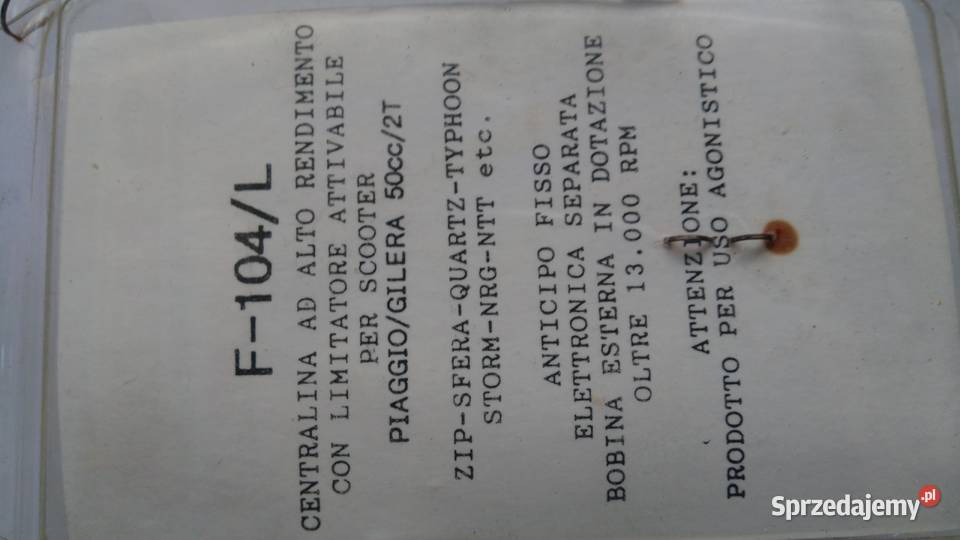 F-104/L
CENTRALINA AD ALTO RENDIMENTO
CON LIMITATORE ATTIVABILE
PER SCOOTER
PIAGGIO/GILERA 50cc/2T
ZIP-SFERA-QUARTZ-TYPHOON
STORM-NRG-NTT etc.
ANTICIPO FISSO
ELETTRONICA SEPARATA
BOBINA ESTERNA IN DOTAZIONE
OLTRE 13.000 RPM
ATTENZIONE:
PRODOTTO PER USO AGONISTICO
Sprzedajemy.pl